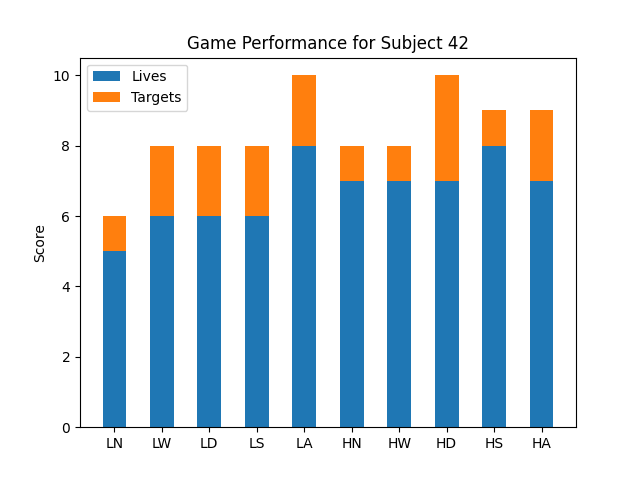 Game Performance for Subject 42
Lives
Targets
Score
10
8
6
4
2
0
LN LW LD LS LA HN HW HD HS HA